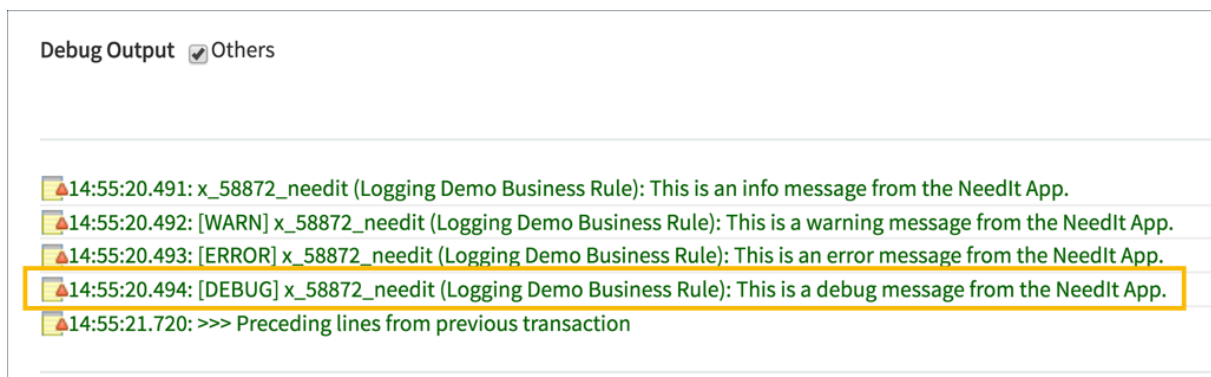 Debug Output Others
14:55:20.491: x_58872_needit (Logging Demo Business Rule): This is an info message from the NeedIt App.
14:55:20.492: [WARN] x_58872_needit (Logging Demo Business Rule): This is a warning message from the NeedIt App.
14:55:20.493: [ERROR] x_58872_needit (Logging Demo Business Rule): This is an error message from the NeedIt App.
14:55:20.494: [DEBUG] x_58872_needit (Logging Demo Business Rule): This is a debug message from the NeedIt App.
14:55:21.720: >>> Preceding lines from previous transaction